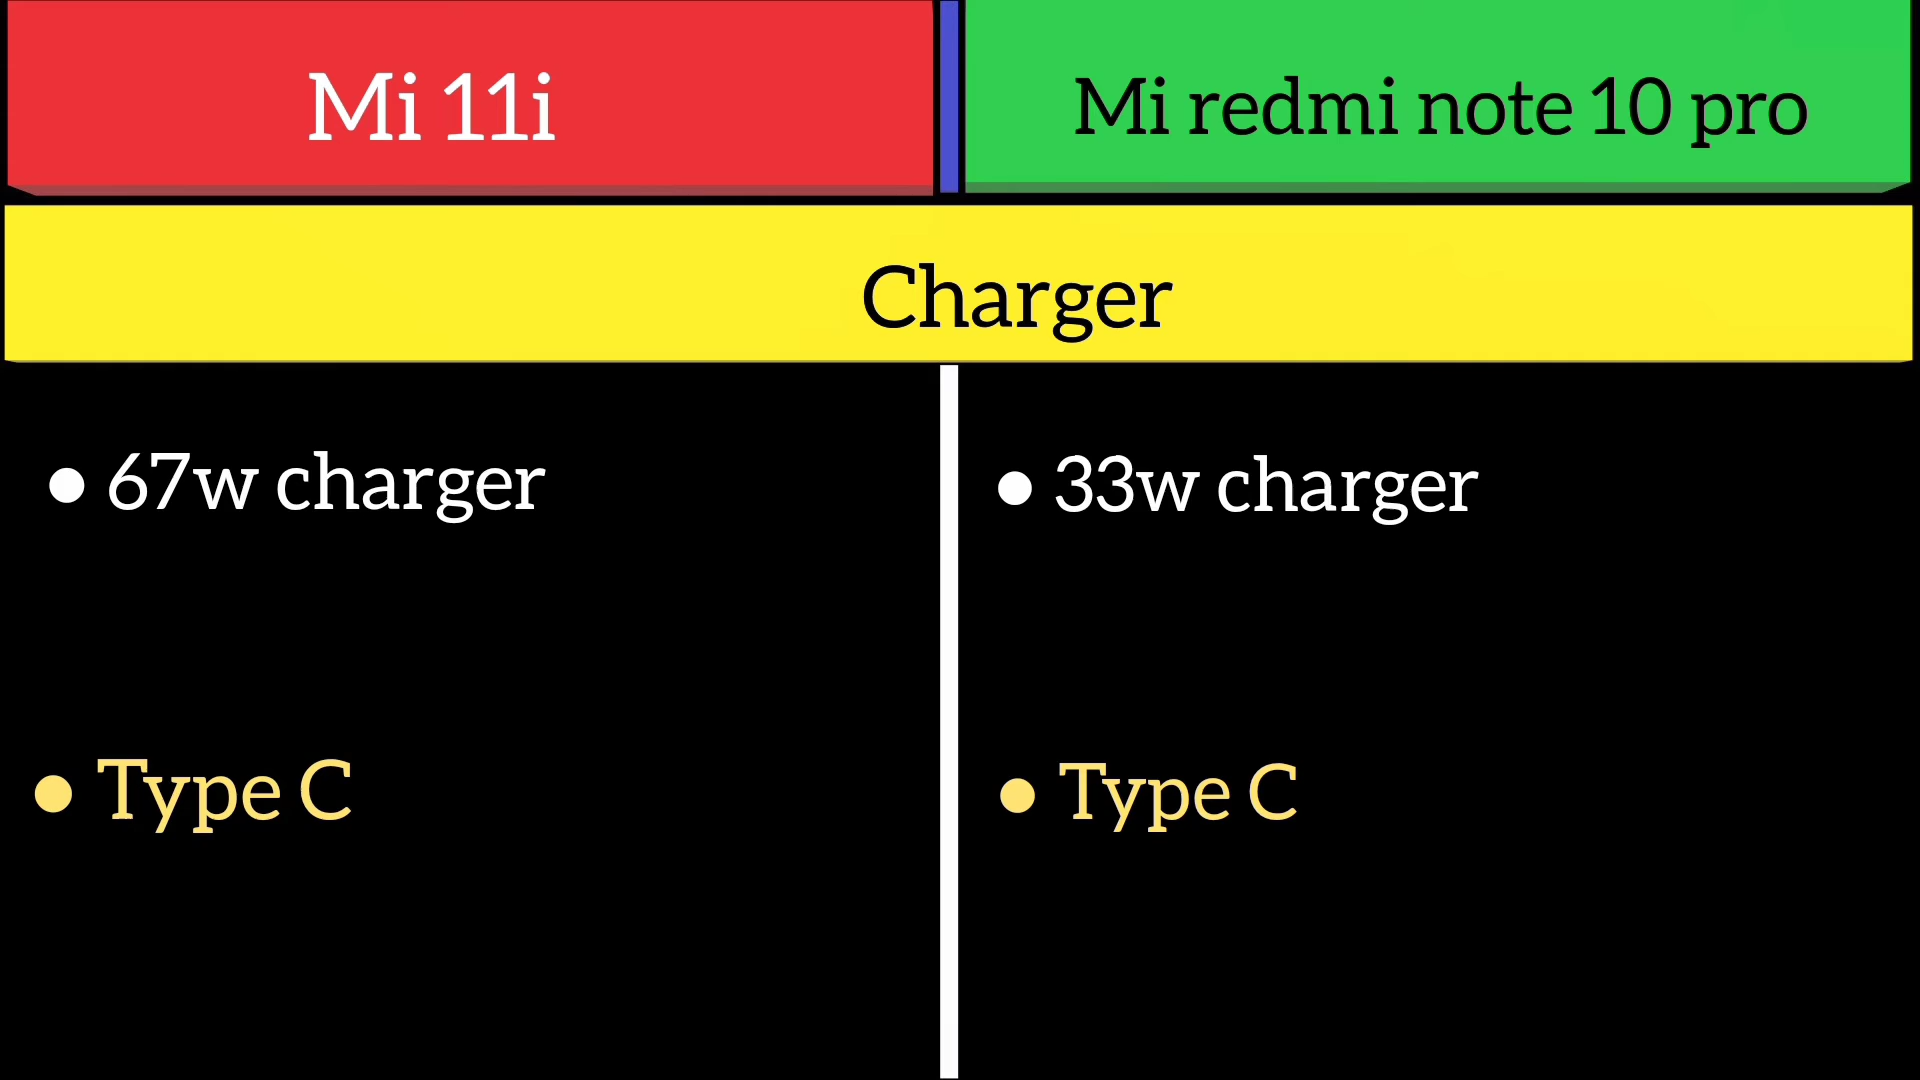 Mi 11i
Mi redmi note 10 pro
Charger
● 67w charger
● 33w charger
● Type C
● Type C